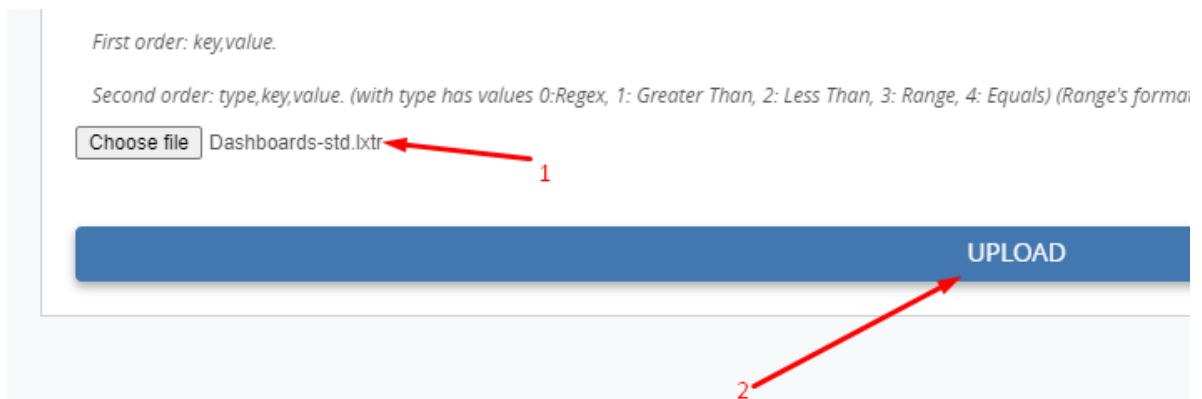 First order: key,value.
Second order: type,key,value. (with type has values 0:Regex, 1: Greater Than, 2: Less Than, 3: Range, 4: Equals) (Range's format
Choose file Dashboards-std.lxtr
1
UPLOAD
2